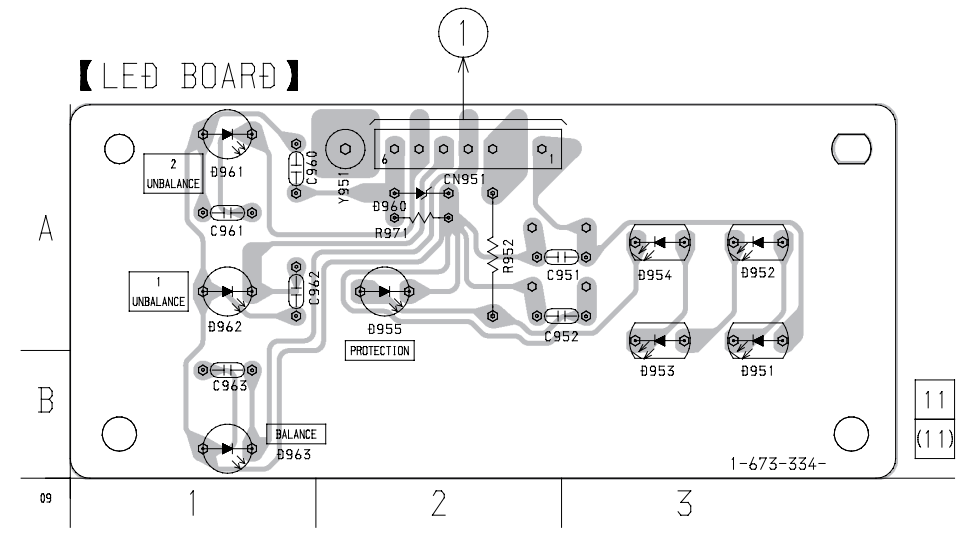 1
【LED BOARD】
D961
2
UNBALANCE
C960
Y951
6
1
CN951
D960
R971
C961
A
R952
C951
D954
D952
1
UNBALANCE
D962
C962
D955
C952
PROTECTION
D953
D951
C963
B
BALANCE
D963
11
(11)
1-673-334-
09
1
2
3